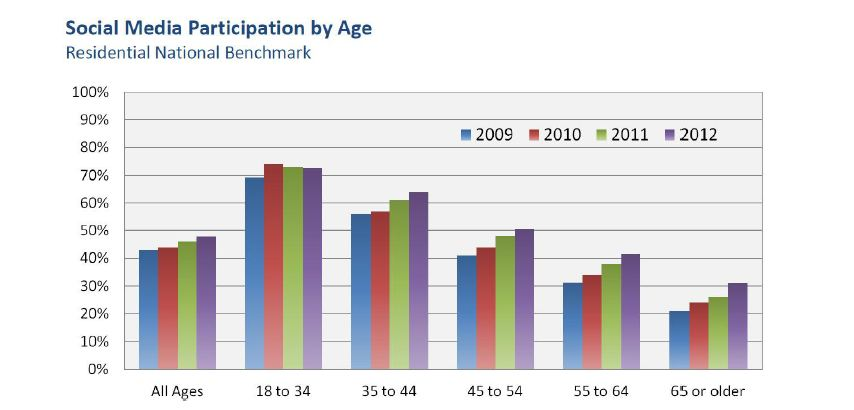 Social Media Participation by Age
Residential National Benchmark
100%
90%
80%
70%
60%
50%
40%
30%
20%
10%
0%
2009 2010 2011 2012
All Ages 18 to 34 35 to 44 45 to 54 55 to 64 65 or older